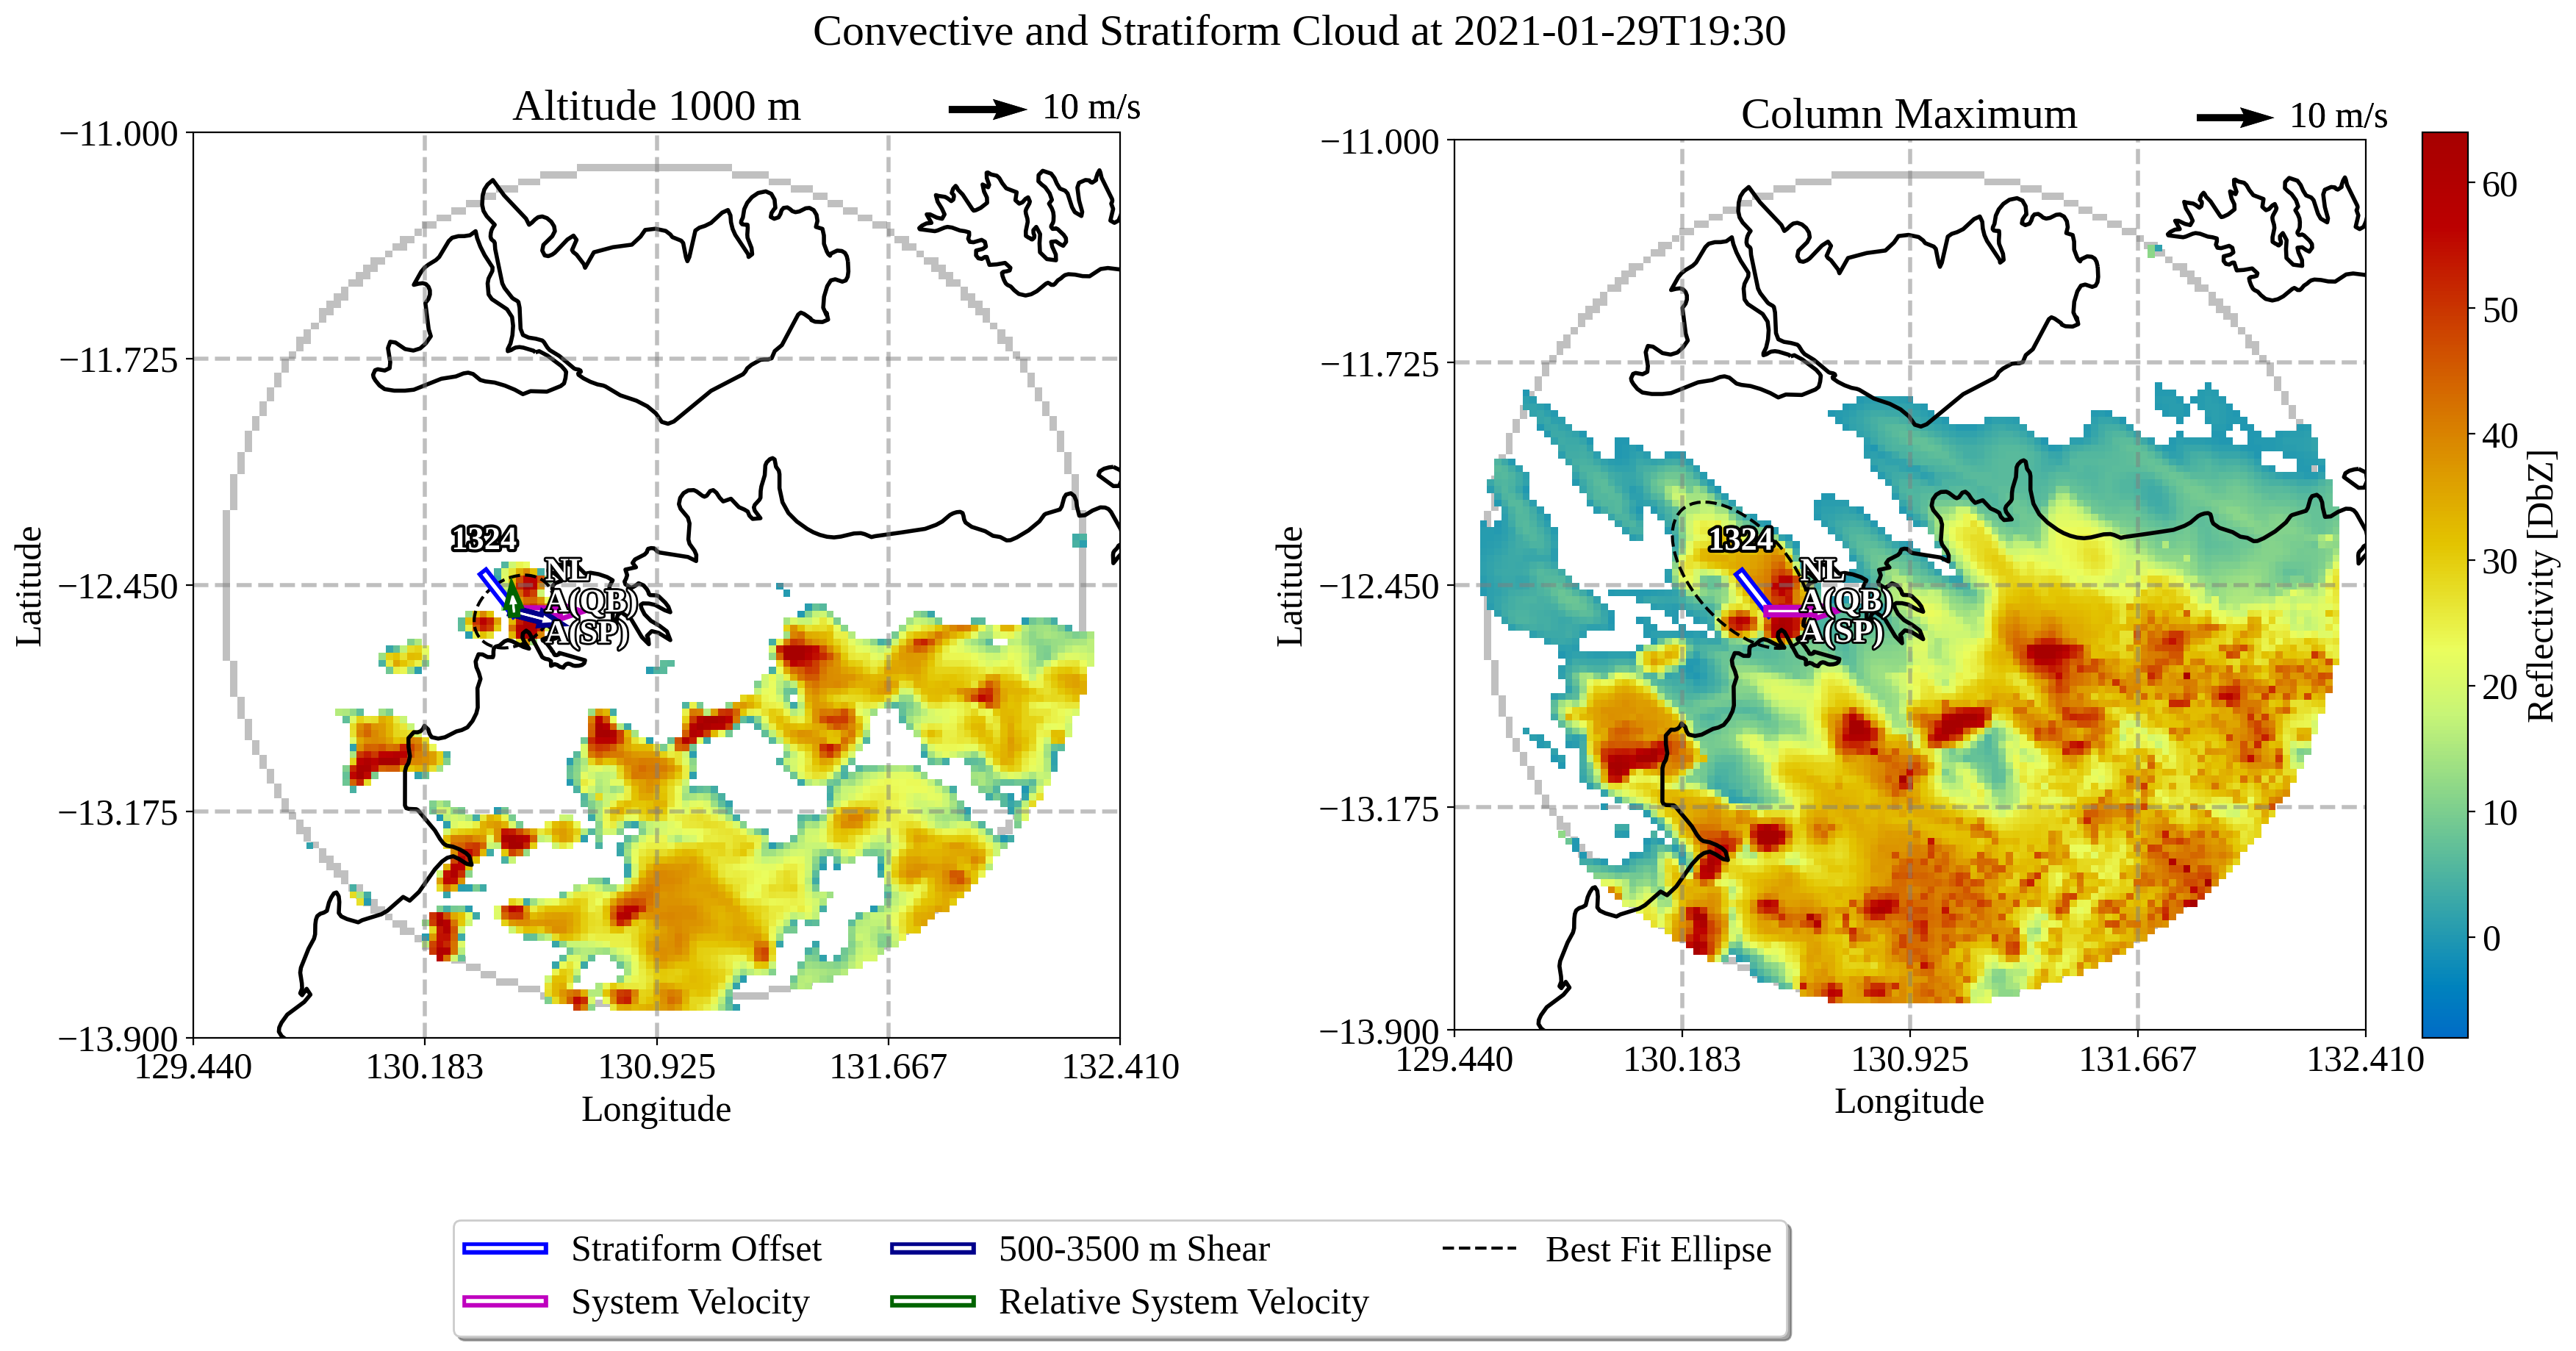 Convective and Stratiform Cloud at 2021-01-29T19:30
Altitude 1000 m
10 m/s
−11.000
−11.725
−12.450
−13.175
−13.900
129.440
130.183
130.925
131.667
132.410
Latitude
Longitude
1324
NL
A(QB)
A(SP)
Column Maximum
10 m/s
−11.000
−11.725
−12.450
−13.175
−13.900
129.440
130.183
130.925
131.667
132.410
Latitude
Longitude
1324
NL
A(QB)
A(SP)
60
50
40
30
20
10
0
Reflectivity [DbZ]
Stratiform Offset
System Velocity
500-3500 m Shear
Relative System Velocity
Best Fit Ellipse